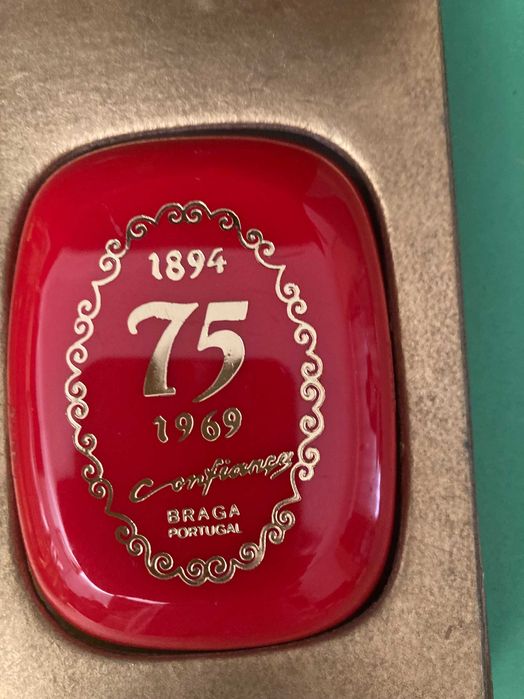 1894
75
1969
Confiança
BRAGA
PORTUGAL